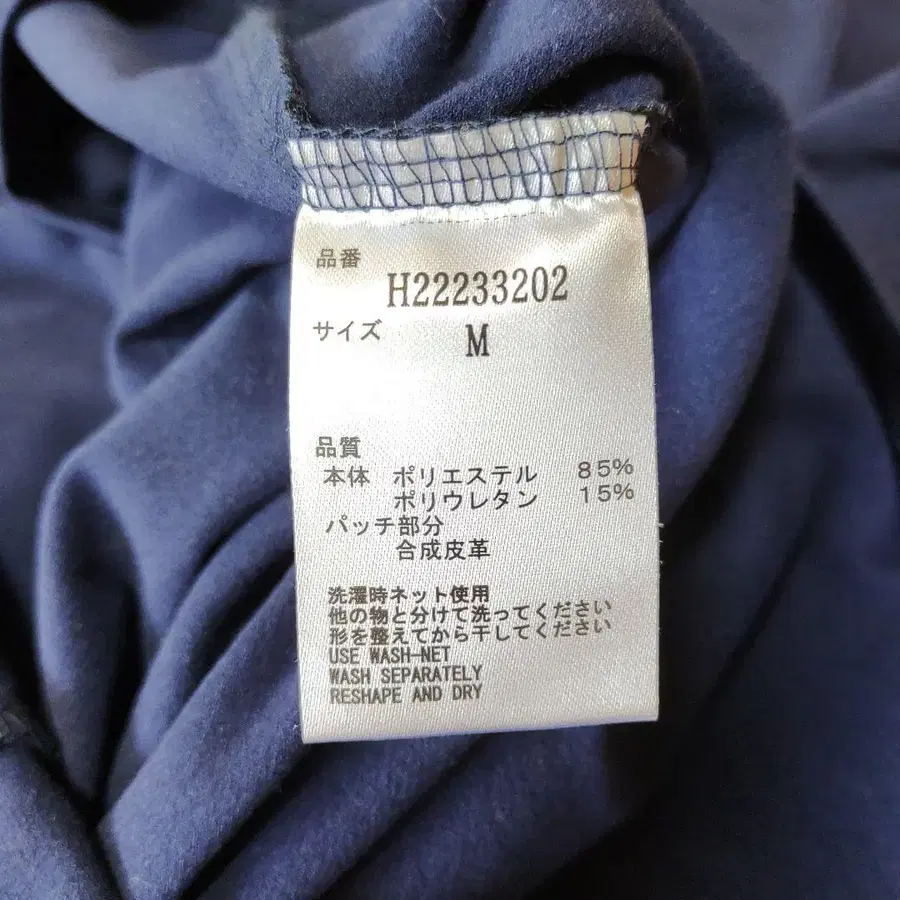 品番
H22233202
サイズ
M
品質
本体 ポリエステル 85%
ポリウレタン 15%
パッチ部分
合成皮革
洗濯時ネット使用
他の物と分けて洗ってください
形を整えてから干してください
USE WASH-NET
WASH SEPARATELY
RESHAPE AND DRY